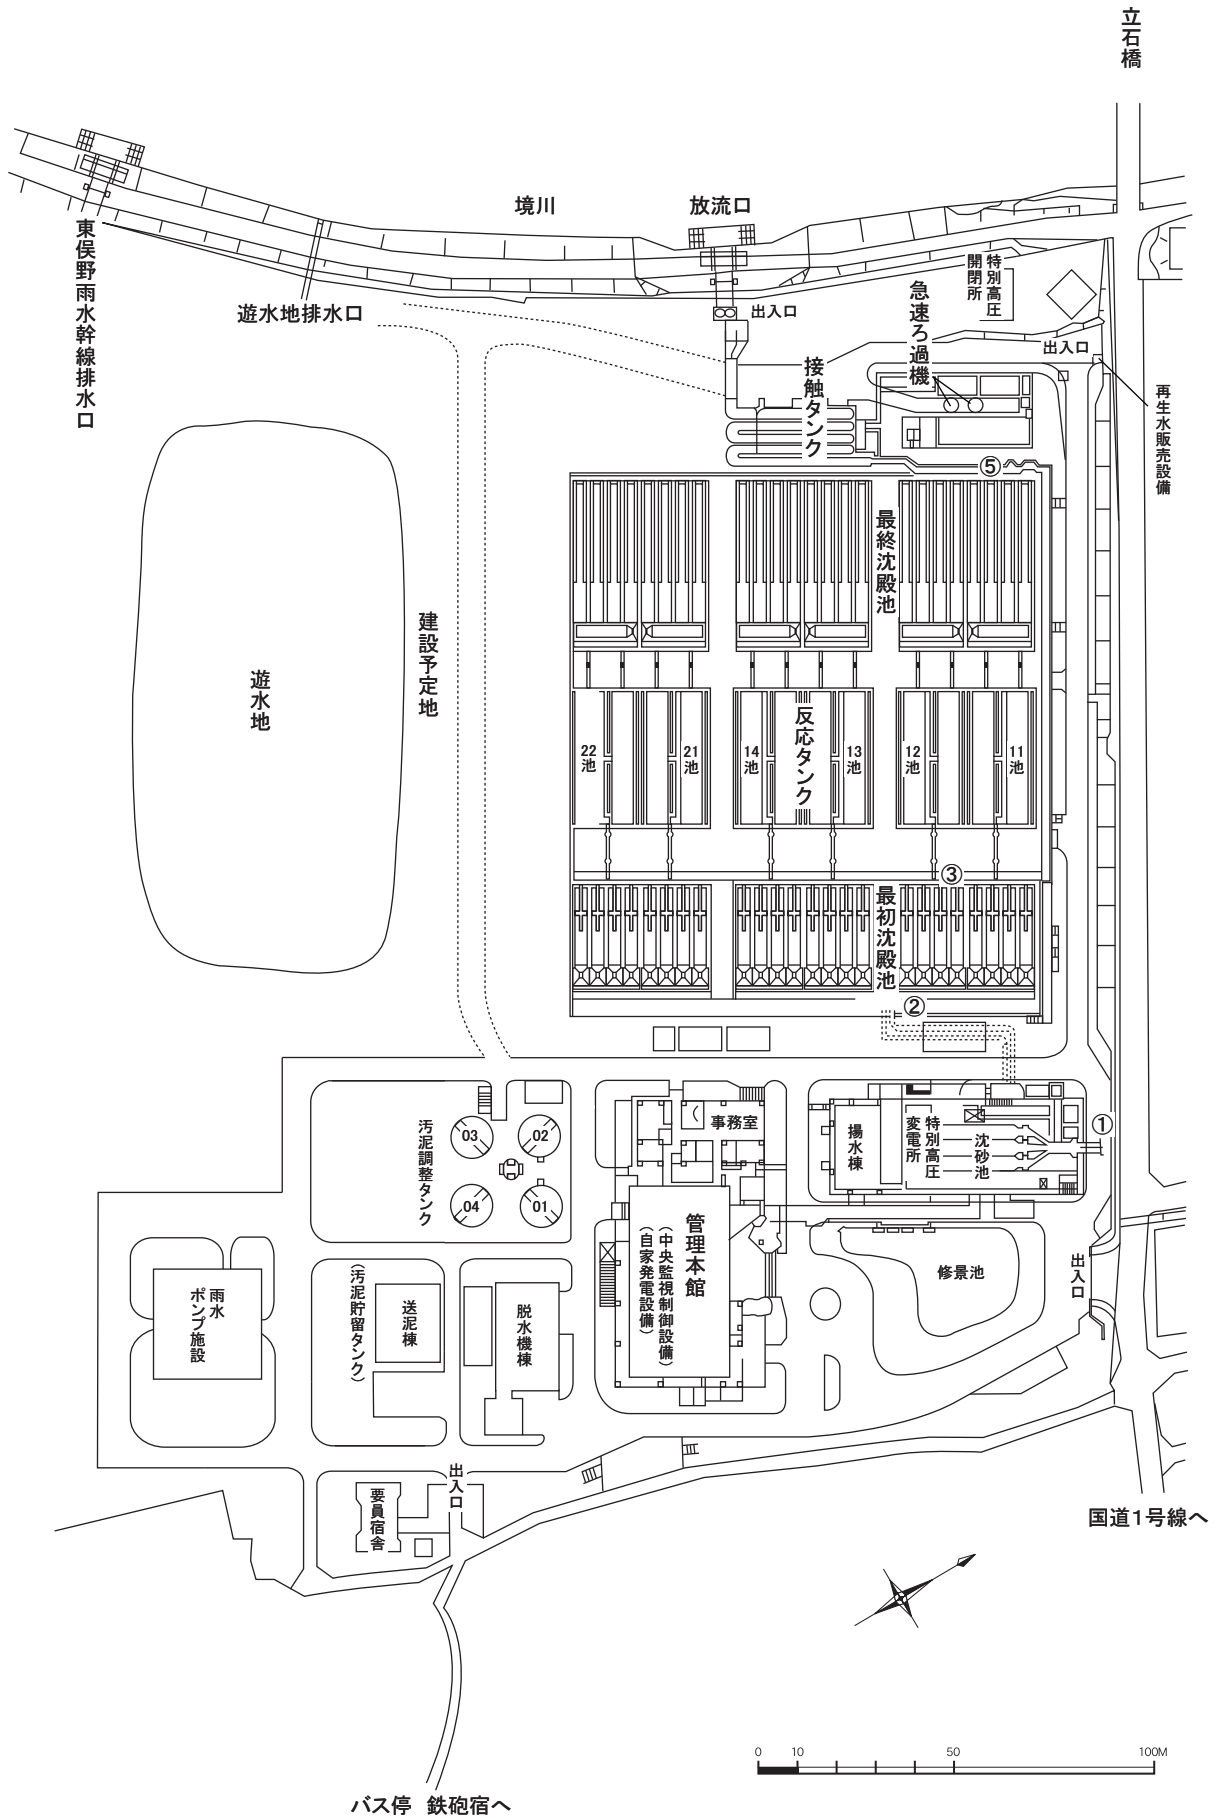 立石橋
境川
放流口
東俣野雨水幹線排水口
遊水地排水口
出入口
特別高圧
開閉所
急速ろ過機
出入口
接触タンク
再生水販売設備
⑤
最終沈殿池
建設予定地
遊水地
反応タンク
22池
21池
14池
13池
12池
11池
③
最初沈殿池
②
①
汚泥調整タンク
03
02
04
01
事務室
揚水棟
特別高圧
変電所
沈砂池
管理本館
(中央監視制御設備)
(自家発電設備)
修景池
出入口
雨水
ポンプ施設
(汚泥貯留タンク)
送泥棟
脱水機棟
出入口
要員宿舎
国道1号線へ
0 10 50 100M
バス停 鉄砲宿へ